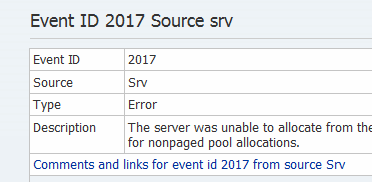 Event ID 2017 Source srv
Event ID 2017
Source Srv
Type Error
Description The server was unable to allocate from the
for nonpaged pool allocations.
Comments and links for event id 2017 from source Srv